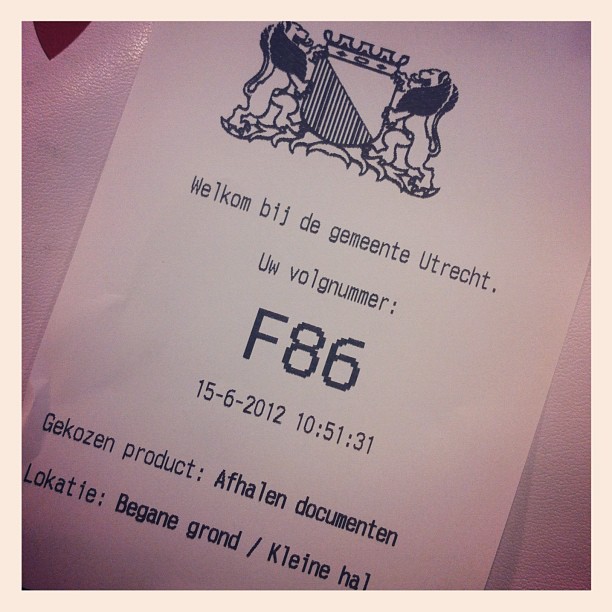 Welkom bij de gemeente Utrecht.
Uw volgnummer:
F86
15-6-2012 10:51:31
Gekozen product: Afhalen documenten
Lokatie: Begane grond / Kleine hal